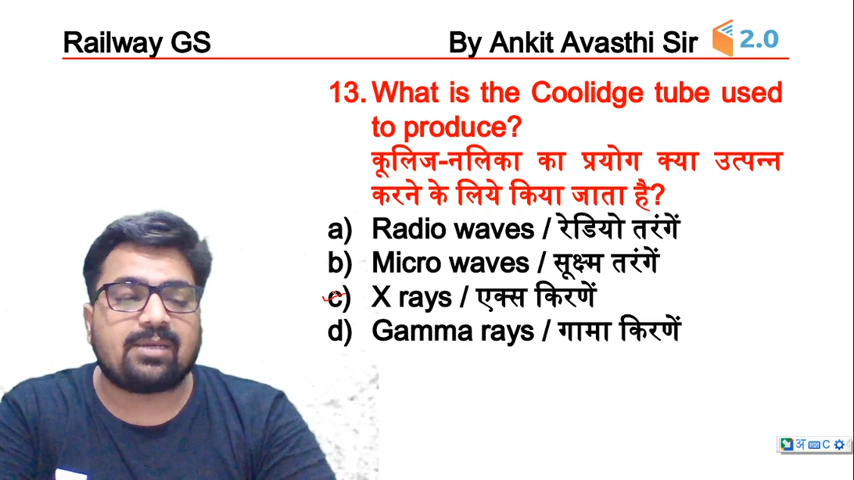 Railway GS
By Ankit Avasthi Sir
2.0
13. What is the Coolidge tube used
to produce?
कूलिज-नलिका का प्रयोग क्या उत्पन्न
करने के लिये किया जाता है?
a) Radio waves / रेडियो तरंगें
b) Micro waves / सूक्ष्म तरंगें
c) X rays / एक्स किरणें
d) Gamma rays / गामा किरणें
अ
C